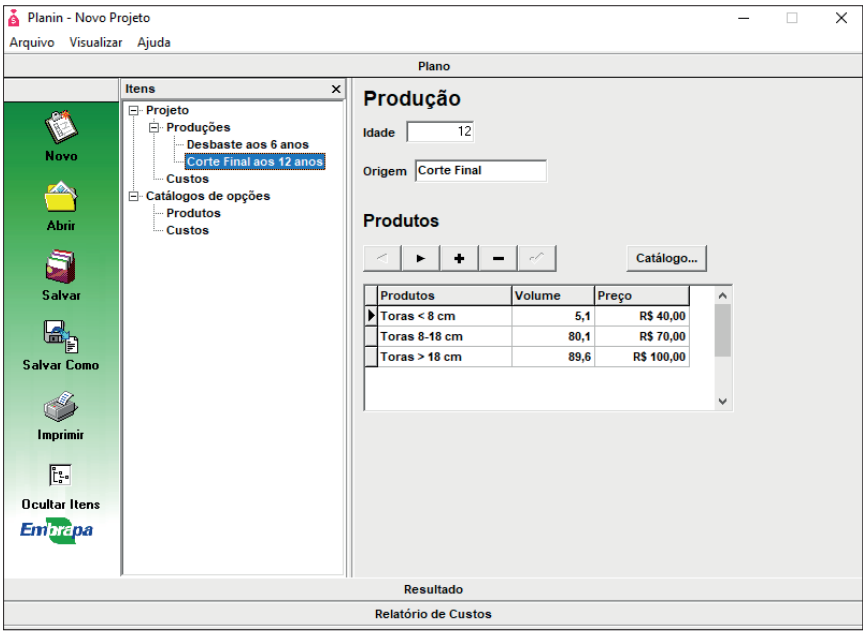 Planin - Novo Projeto
Arquivo Visualizar Ajuda
Plano
Novo
Abrir
Salvar
Salvar Como
Imprimir
Ocultar Itens
Embrapa
Itens
Projeto
Produções
Desbaste aos 6 anos
Corte Final aos 12 anos
Custos
Catálogos de opções
Produtos
Custos
Produção
Idade 12
Origem Corte Final
Produtos
Catálogo...
Produtos Volume Preço
Toras < 8 cm 5,1 R$ 40,00
Toras 8-18 cm 80,1 R$ 70,00
Toras > 18 cm 89,6 R$ 100,00
Resultado
Relatório de Custos